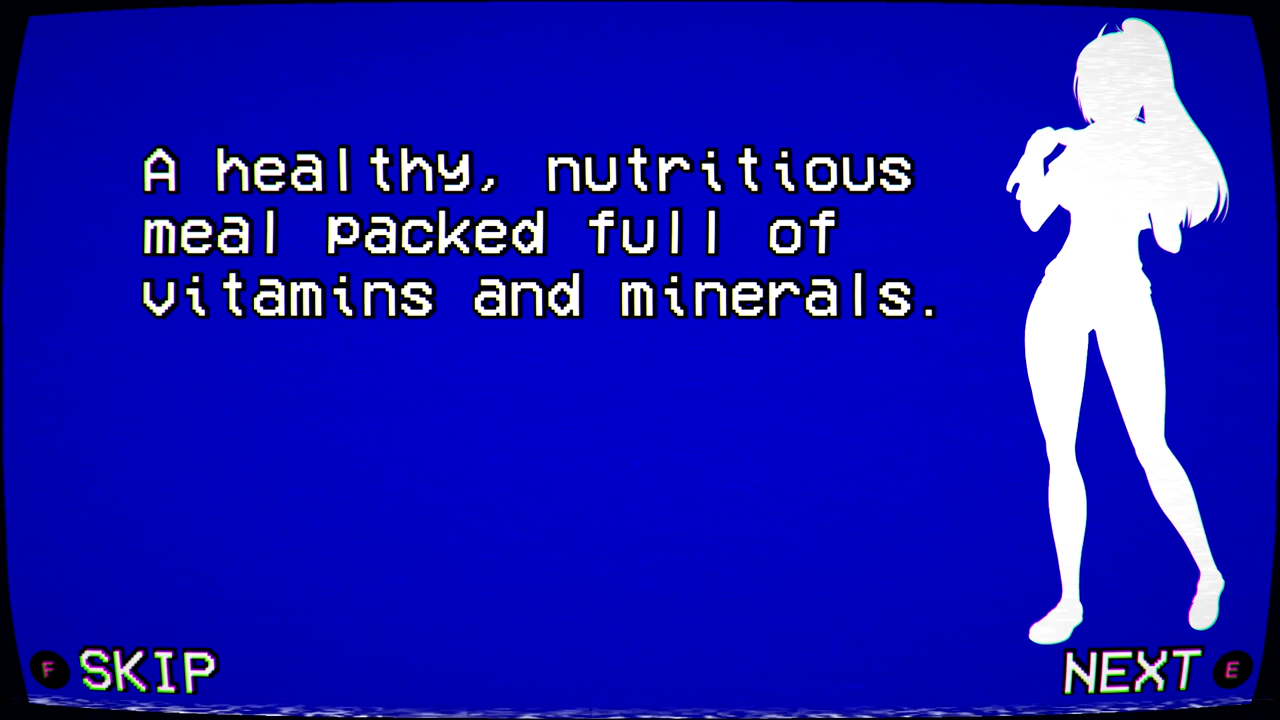 A healthy, nutritious
meal packed full of
vitamins and minerals.
F SKIP
NEXT E